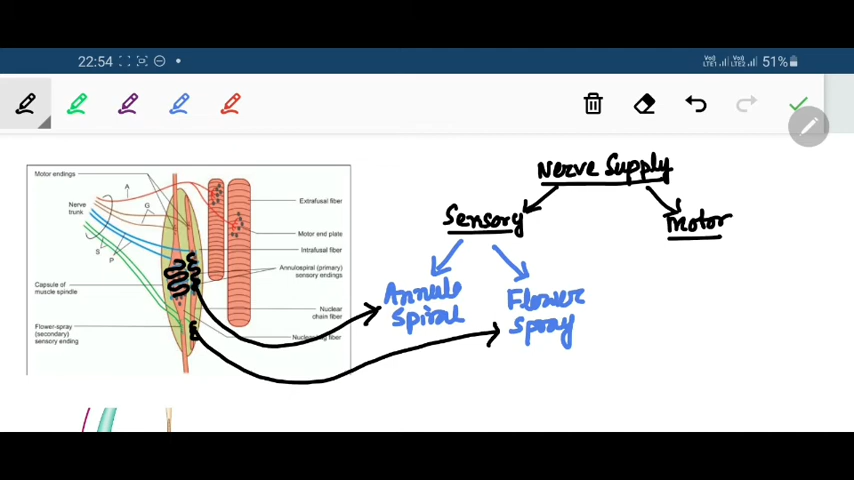 22:54
51%
Nerve Supply
Sensory
Motor
Annulo
Spiral
Flower
Spray
Motor endings
A
G
Nerve
trunk
S
P
Capsule of
muscle spindle
Flower-spray
(secondary)
sensory ending
Extrafusal fiber
Motor end plate
Intrafusal fiber
Annulospiral (primary)
sensory endings
Nuclear
chain fiber
fiber